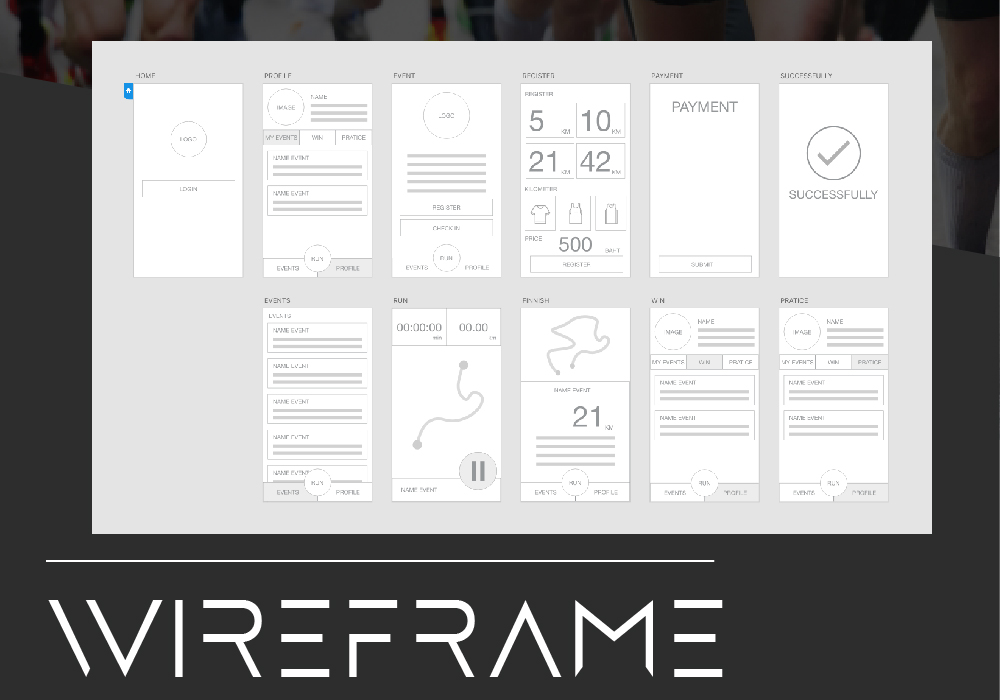 HOME
LOGO
LOGIN
PROFILE
IMAGE
NAME
MY EVENTS
WIN
PRATICE
NAME EVENT
NAME EVENT
RUN
EVENTS
PROFILE
EVENT
LOGO
REGISTER
CHECK IN
RUN
EVENTS
PROFILE
REGISTER
REGISTER
5 KM
10 KM
21 KM
42 KM
KILOMETER
PRICE
500
BAHT
REGISTER
PAYMENT
PAYMENT
SUBMIT
SUCCESSFULLY
SUCCESSFULLY
EVENTS
EVENTS
NAME EVENT
NAME EVENT
NAME EVENT
NAME EVENT
NAME EVENT
RUN
EVENTS
PROFILE
RUN
00:00:00
00.00
NAME EVENT
FINNISH
NAME EVENT
21 KM
RUN
EVENTS
PROFILE
WIN
IMAGE
NAME
MY EVENTS
WIN
PRATICE
NAME EVENT
NAME EVENT
RUN
EVENTS
PROFILE
PRATICE
IMAGE
NAME
MY EVENTS
WIN
PRATICE
NAME EVENT
NAME EVENT
RUN
EVENTS
PROFILE
WIREFRAME